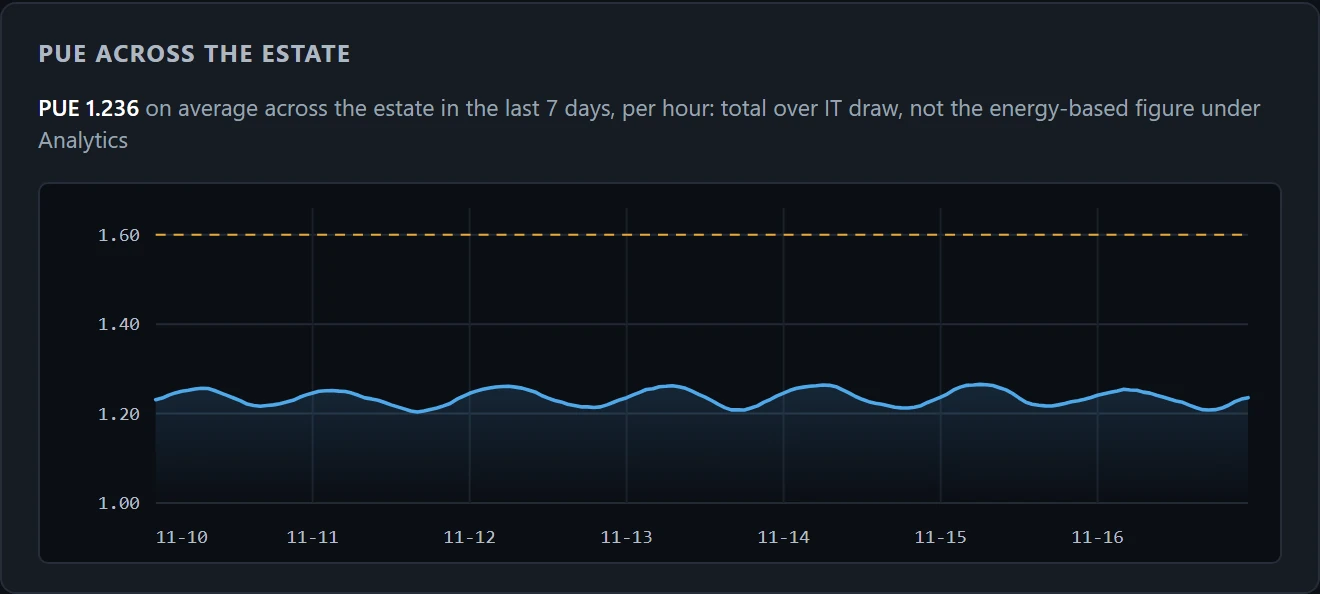 PUE ACROSS THE ESTATE
PUE 1.236 on average across the estate in the last 7 days, per hour: total over IT draw, not the energy-based figure under
Analytics
1.60
1.40
1.20
1.00
11-10 11-11 11-12 11-13 11-14 11-15 11-16